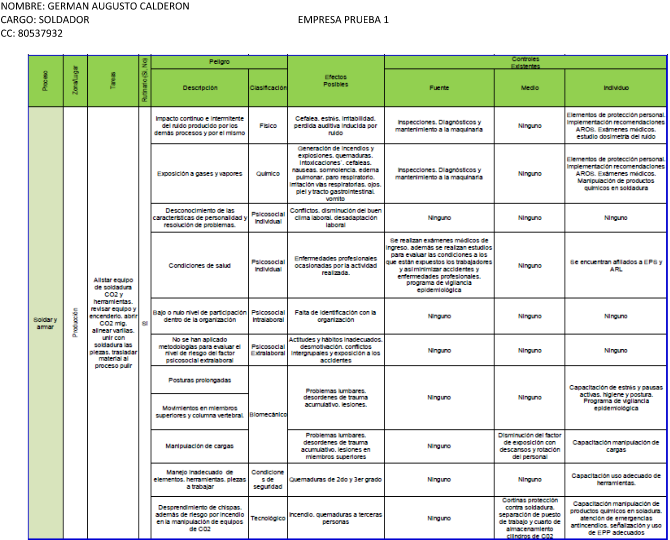 NOMBRE: GERMAN AUGUSTO CALDERON
CARGO: SOLDADOR EMPRESA PRUEBA 1
CC: 80537932
Proceso
Zona/Lugar
Tareas
Rutinario (Si, No)
Peligro
Descripción
Clasificación
Efectos
Posibles
Controles
Existentes
Fuente
Medio
Individuo
Soldar y
armar
Producción
Alistar equipo
de soldadura
CO2 y
herramientas,
revisar equipo y
encenderlo, abrir
CO2 mig,
alinear varillas,
unir con
soldadura las
piezas, trasladar
material al
proceso pulir
SI
Impacto continuo e intermitente
del ruido producido por los
demás procesos y por el mismo
Físico
Cefalea, estrés, irritabilidad,
perdida auditiva inducida por
ruido
Inspecciones, Diagnósticos y
mantenimiento a la maquinaria
Ninguno
Elementos de protección personal,
Implementación recomendaciones
AROS. Exámenes médicos,
estudio dosimetría del ruido
Exposición a gases y vapores
Químico
Generación de incendios y
explosiones, quemaduras,
intoxicaciones , cefaleas,
nauseas, somnolencia, edema
pulmonar, paro respiratorio,
irritación vías respiratorias, ojos,
piel y tracto gastrointestinal,
vomito
Inspecciones, Diagnósticos y
mantenimiento a la maquinaria
Ninguno
Elementos de protección personal,
Implementación recomendaciones
AROS. Exámenes médicos,
Manipulación de productos
químicos en soldadura
Desconocimiento de las
características de personalidad y
resolución de problemas.
Psicosocial
Individual
Conflictos, disminución del buen
clima laboral, desadaptación
laboral
Ninguno
Ninguno
Ninguno
Condiciones de salud
Psicosocial
Individual
Enfermedades profesionales
ocasionadas por la actividad
realizada.
Se realizan exámenes médicos de
ingreso, además se realizan estudios
para evaluar las condiciones a los
que están expuestos los trabajadores
y así minimizar accidentes y
enfermedades profesionales,
programa de vigilancia
epidemiológica
Ninguno
Se encuentran afiliados a EPS y
ARL
Bajo o nulo nivel de participación
dentro de la organización
Psicosocial
Intralaboral
Falta de identificación con la
organización
Ninguno
Ninguno
Ninguno
No se han aplicado
metodologías para evaluar el
nivel de riesgo del factor
psicosocial extralaboral
Psicosocial
Extralaboral
Actitudes y hábitos inadecuados,
desmotivación, conflictos
intergrupales y exposición a los
accidentes
Ninguno
Ninguno
Ninguno
Posturas prolongadas
Movimientos en miembros
superiores y columna vertebral.
Biomecánico
Problemas lumbares,
desordenes de trauma
acumulativo, lesiones.
Ninguno
Ninguno
Capacitación de estrés y pausas
activas, higiene y postura.
Programa de vigilancia
epidemiológica
Manipulación de cargas
Problemas lumbares,
desordenes de trauma
acumulativo, lesiones en
miembros superiores
Ninguno
Disminución del factor
de exposición con
descansos y rotación
del personal
Capacitación manipulación de
cargas
Manejo inadecuado de
elementos, herramientas, piezas
a trabajar
Condicione
s de
seguridad
Quemaduras de 2do y 3er grado
Ninguno
Ninguno
Capacitación uso adecuado de
herramientas.
Desprendimiento de chispas,
además de riesgo por incendio
en la manipulación de equipos
de CO2
Tecnológico
Incendio, quemaduras a terceras
personas
Ninguno
Cortinas protección
contra soldadura,
separación de puesto
de trabajo y cuarto de
almacenamiento
cilindros de CO2
Capacitación manipulación de
productos químicos en soldadura,
atención de emergencias
antincendios, señalización y uso
de EPP adecuados